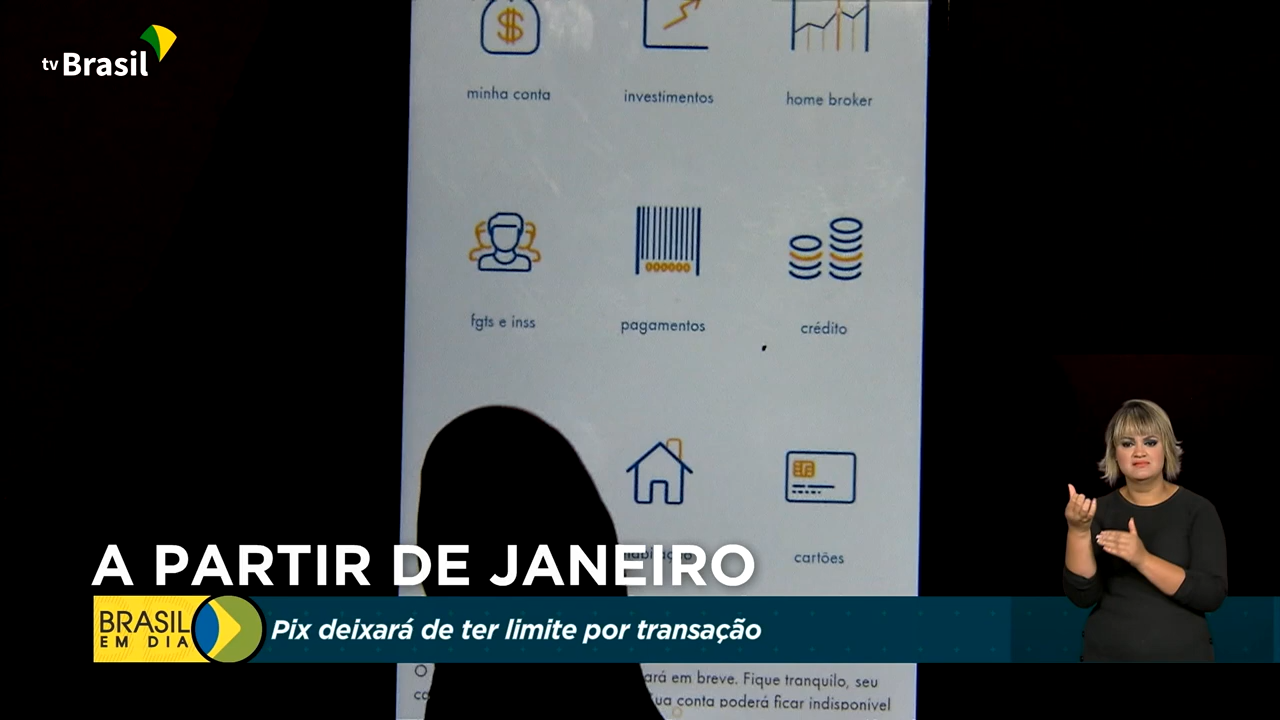 tv Brasil
minha conta
investimentos
home broker
fgts e inss
pagamentos
crédito
cartões
A PARTIR DE JANEIRO
BRASIL
EM DIA
Pix deixará de ter limite por transação
O
ará em breve. Fique tranquilo, seu
co
ua conta poderá ficar indisponível